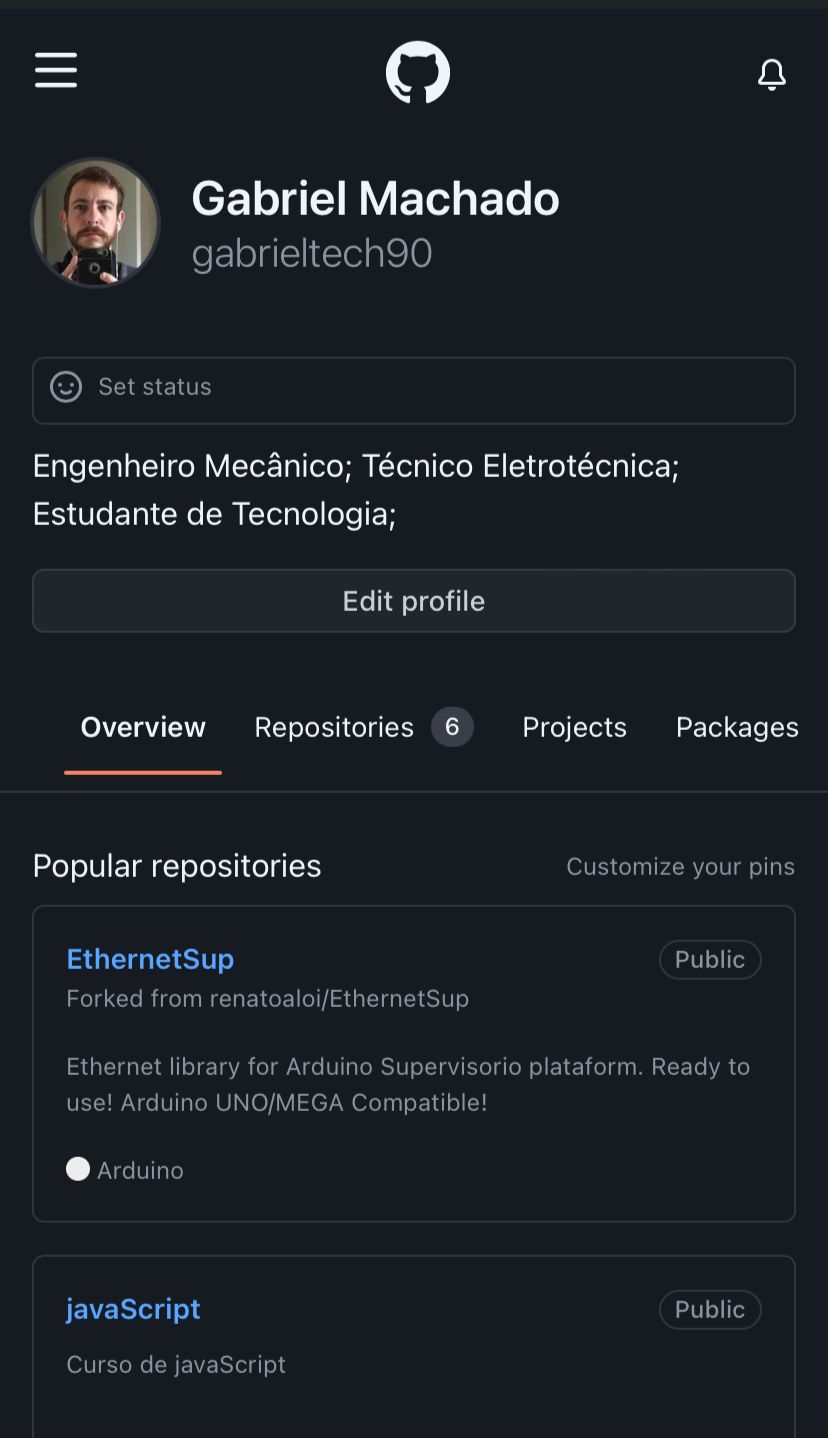 Gabriel Machado
gabrieltech90
Set status
Engenheiro Mecânico; Técnico Eletrotécnica;
Estudante de Tecnologia;
Edit profile
Overview Repositories 6 Projects Packages
Popular repositories Customize your pins
EthernetSup Public
Forked from renatoaloi/EthernetSup
Ethernet library for Arduino Supervisorio plataform. Ready to
use! Arduino UNO/MEGA Compatible!
Arduino
javaScript Public
Curso de javaScript